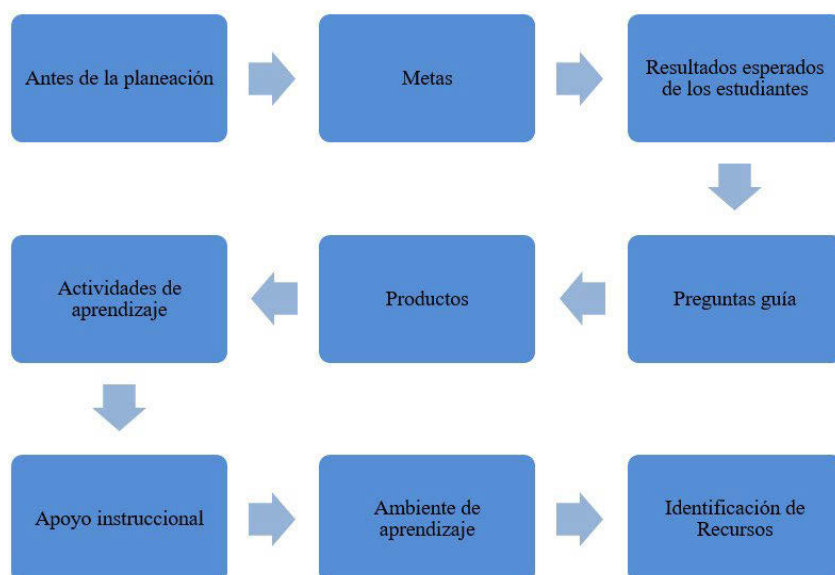 Antes de la planeación
Metas
Resultados esperados
de los estudiantes
Preguntas guía
Productos
Actividades de
aprendizaje
Apoyo instruccional
Ambiente de
aprendizaje
Identificación de
Recursos